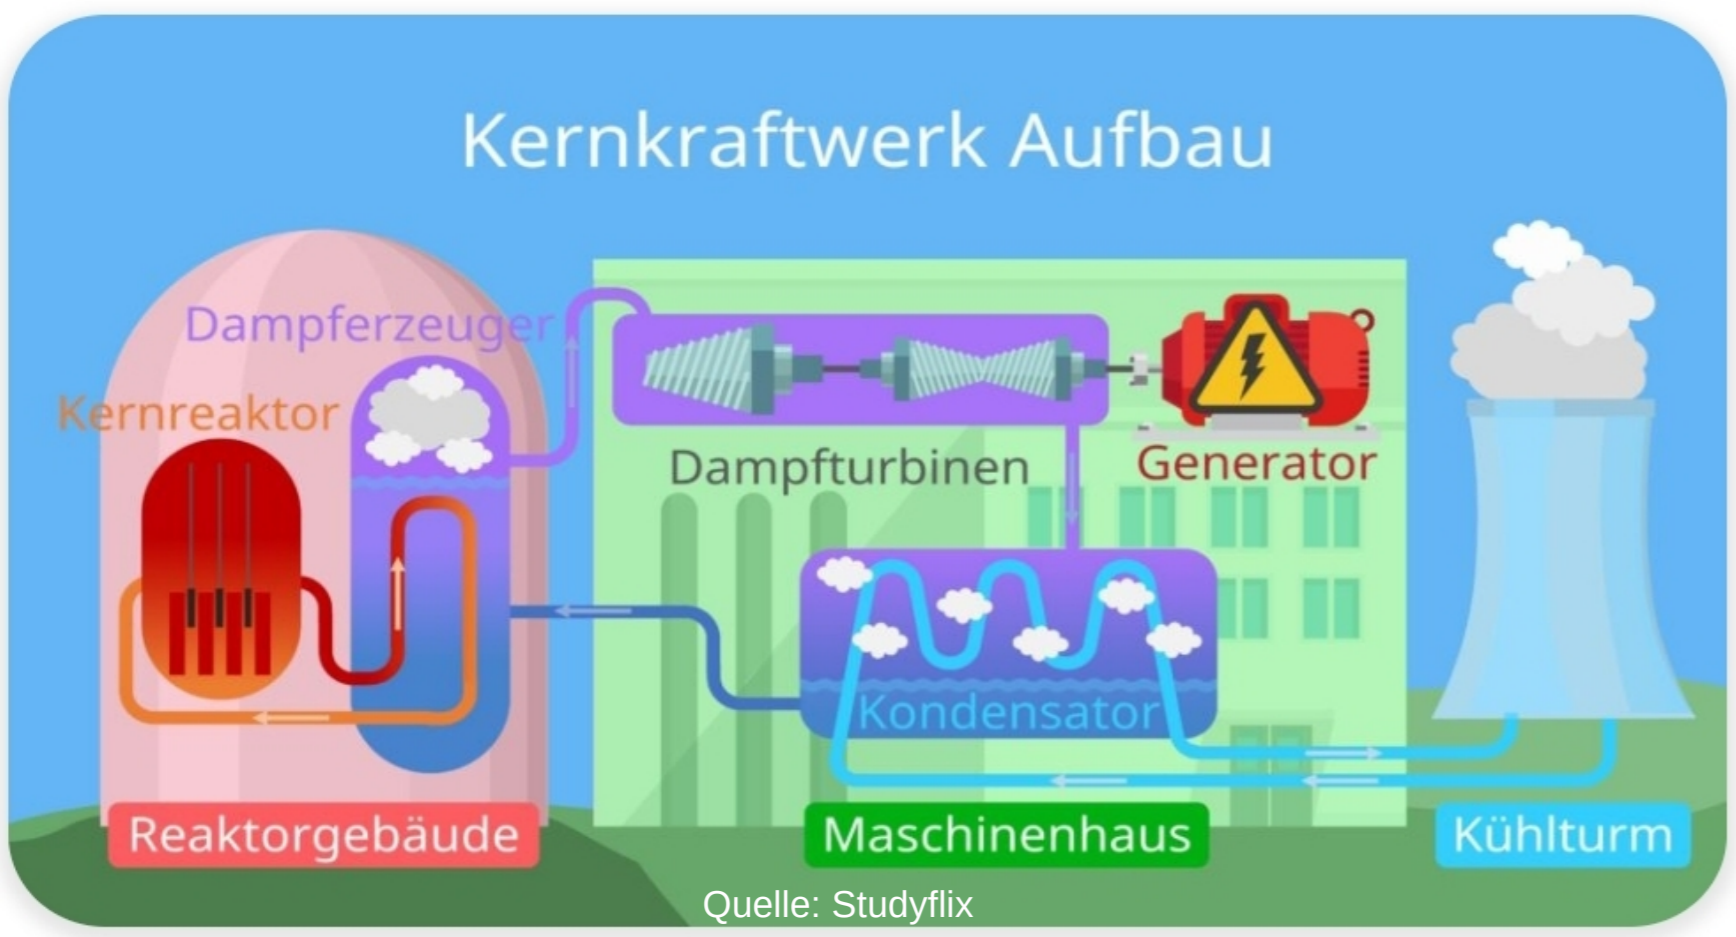 Kernkraftwerk Aufbau
Dampferzeuger
Kernreaktor
Dampfturbinen
Generator
Kondensator
Reaktorgebäude
Maschinenhaus
Kühlturm
Quelle: Studyflix